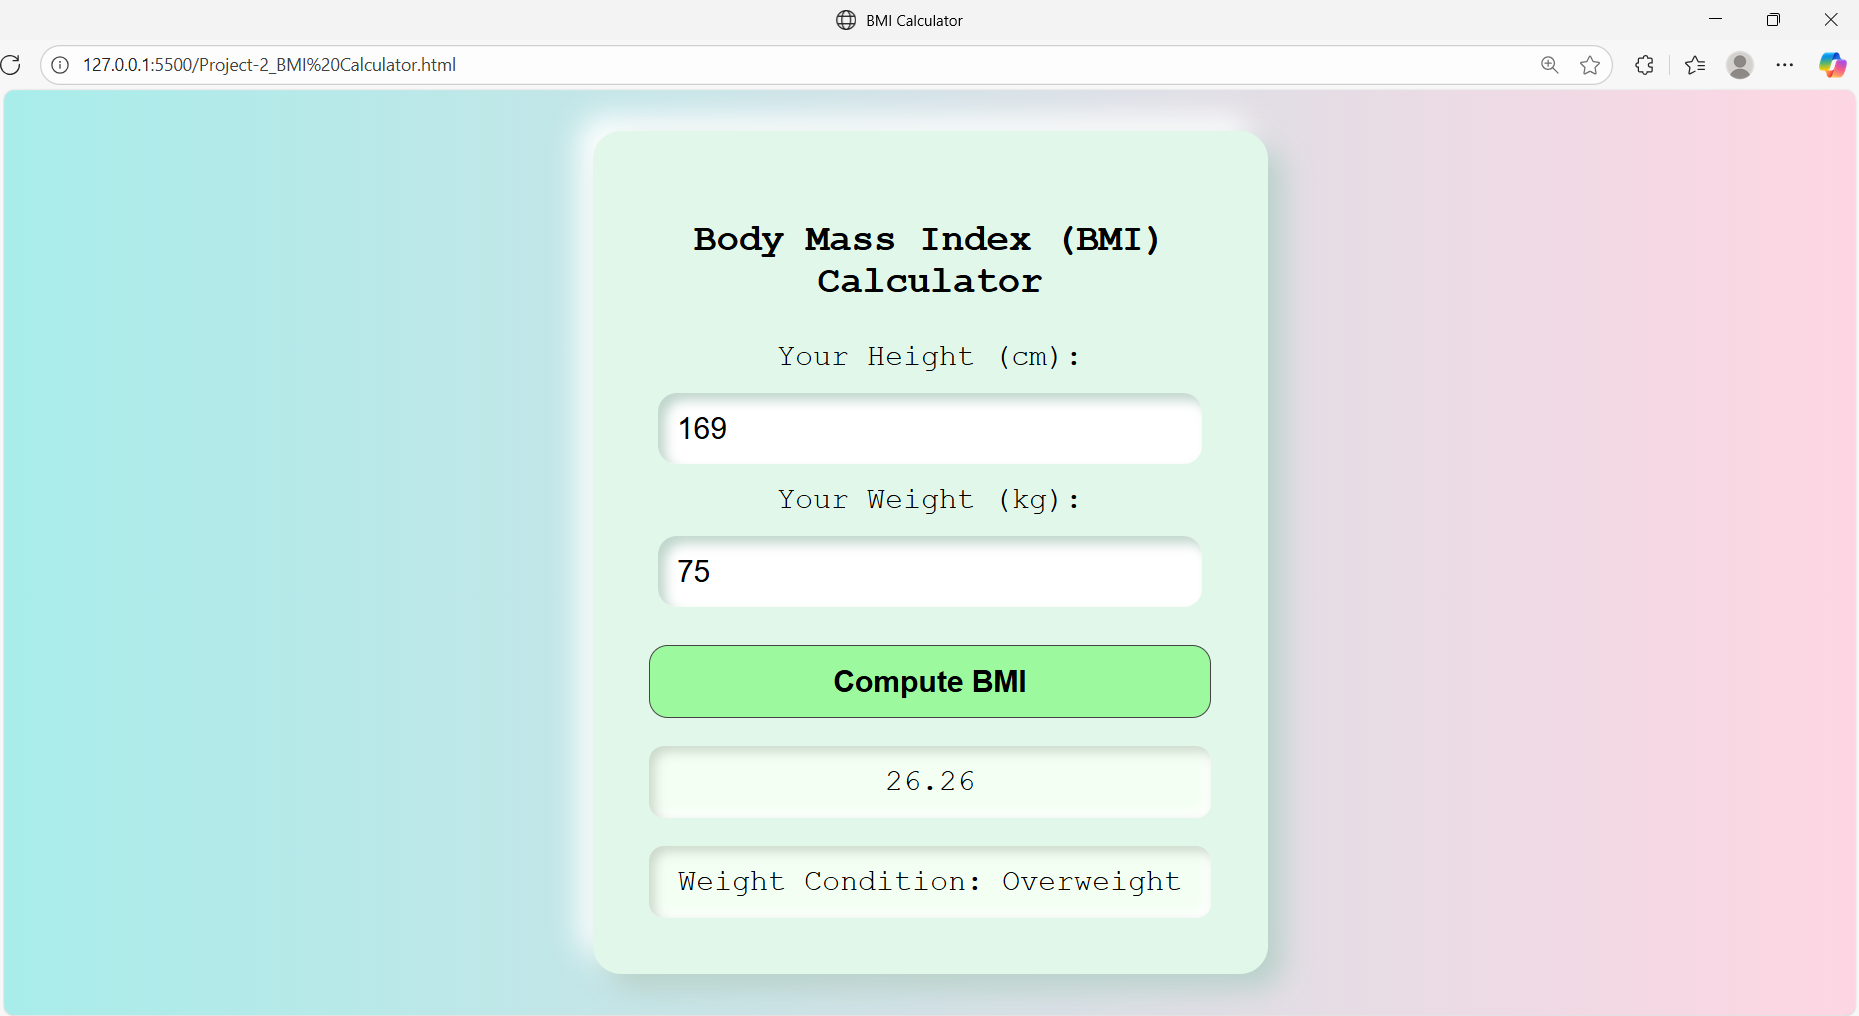 BMI Calculator
127.0.0.1:5500/Project-2_BMI%20Calculator.html
Body Mass Index (BMI)
Calculator
Your Height (cm):
169
Your Weight (kg):
75
Compute BMI
26.26
Weight Condition: Overweight